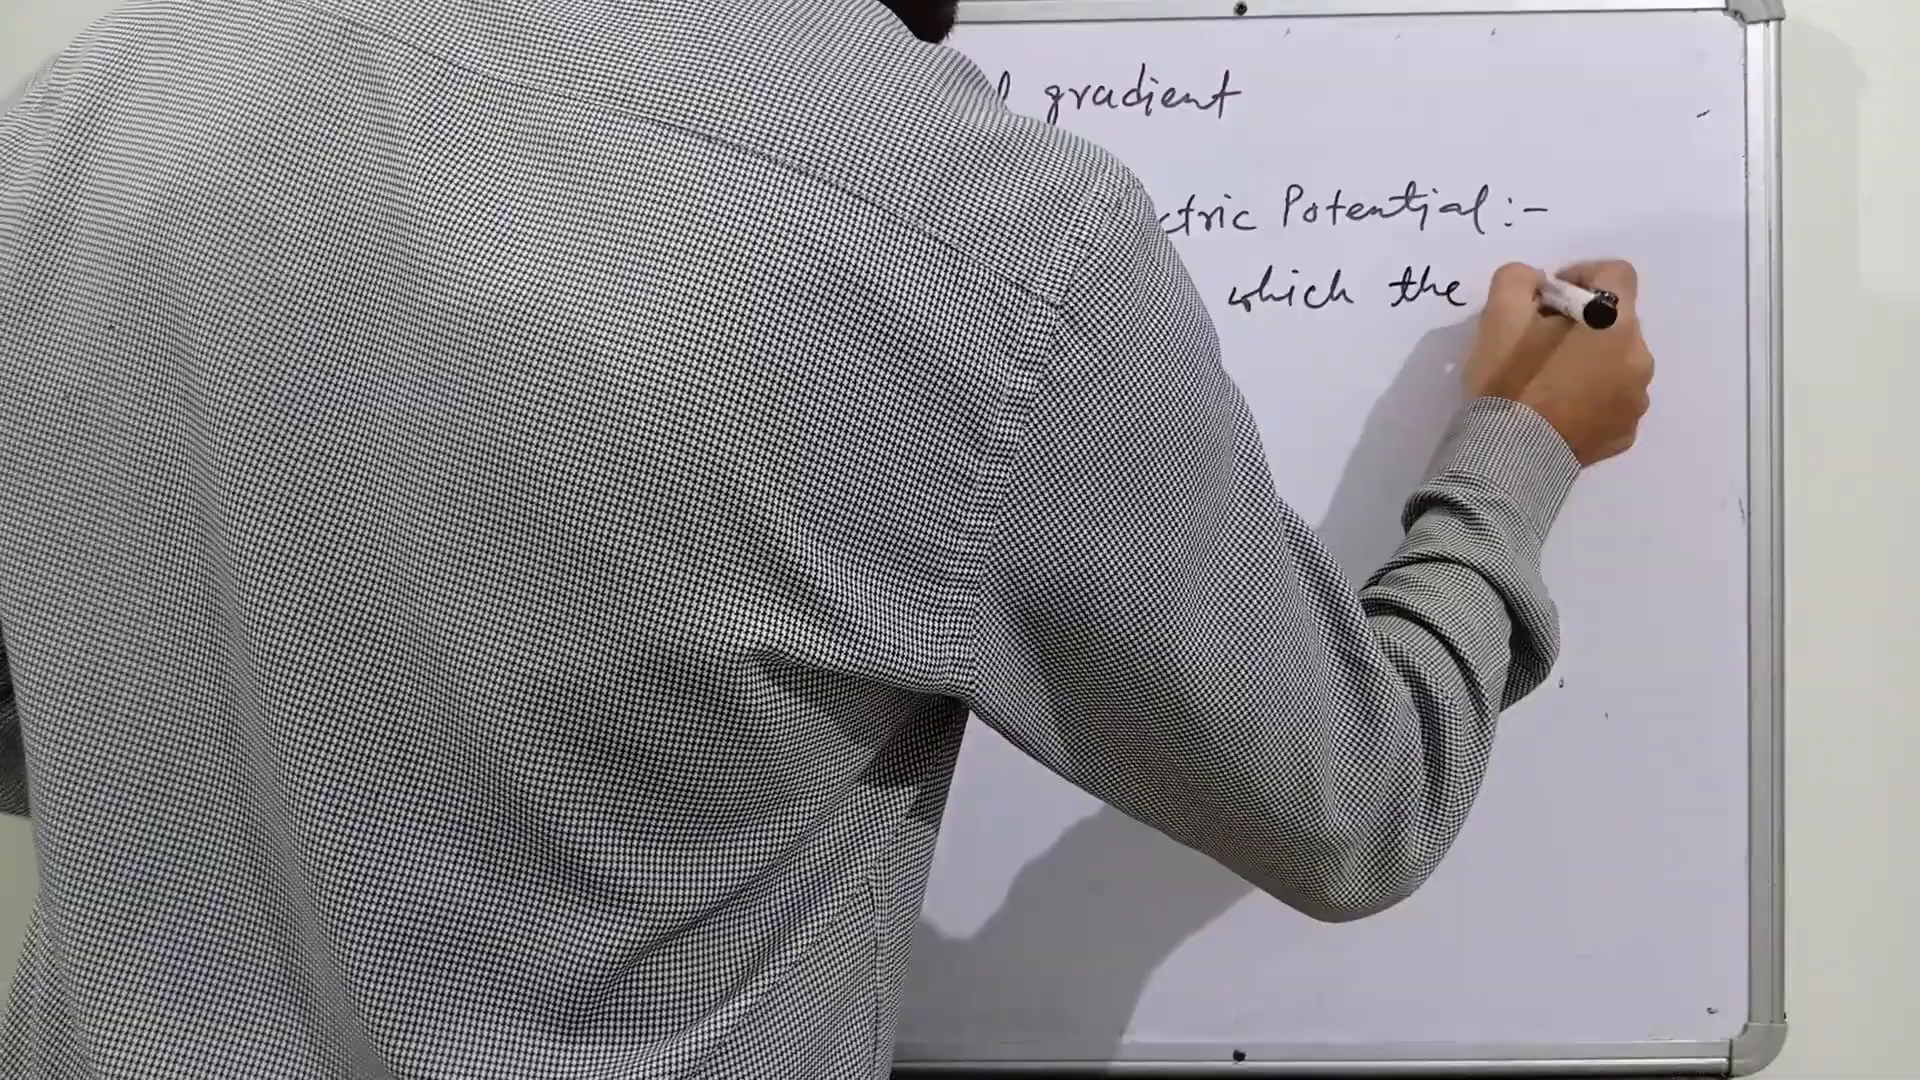 gradient
ctric Potential :-
which the